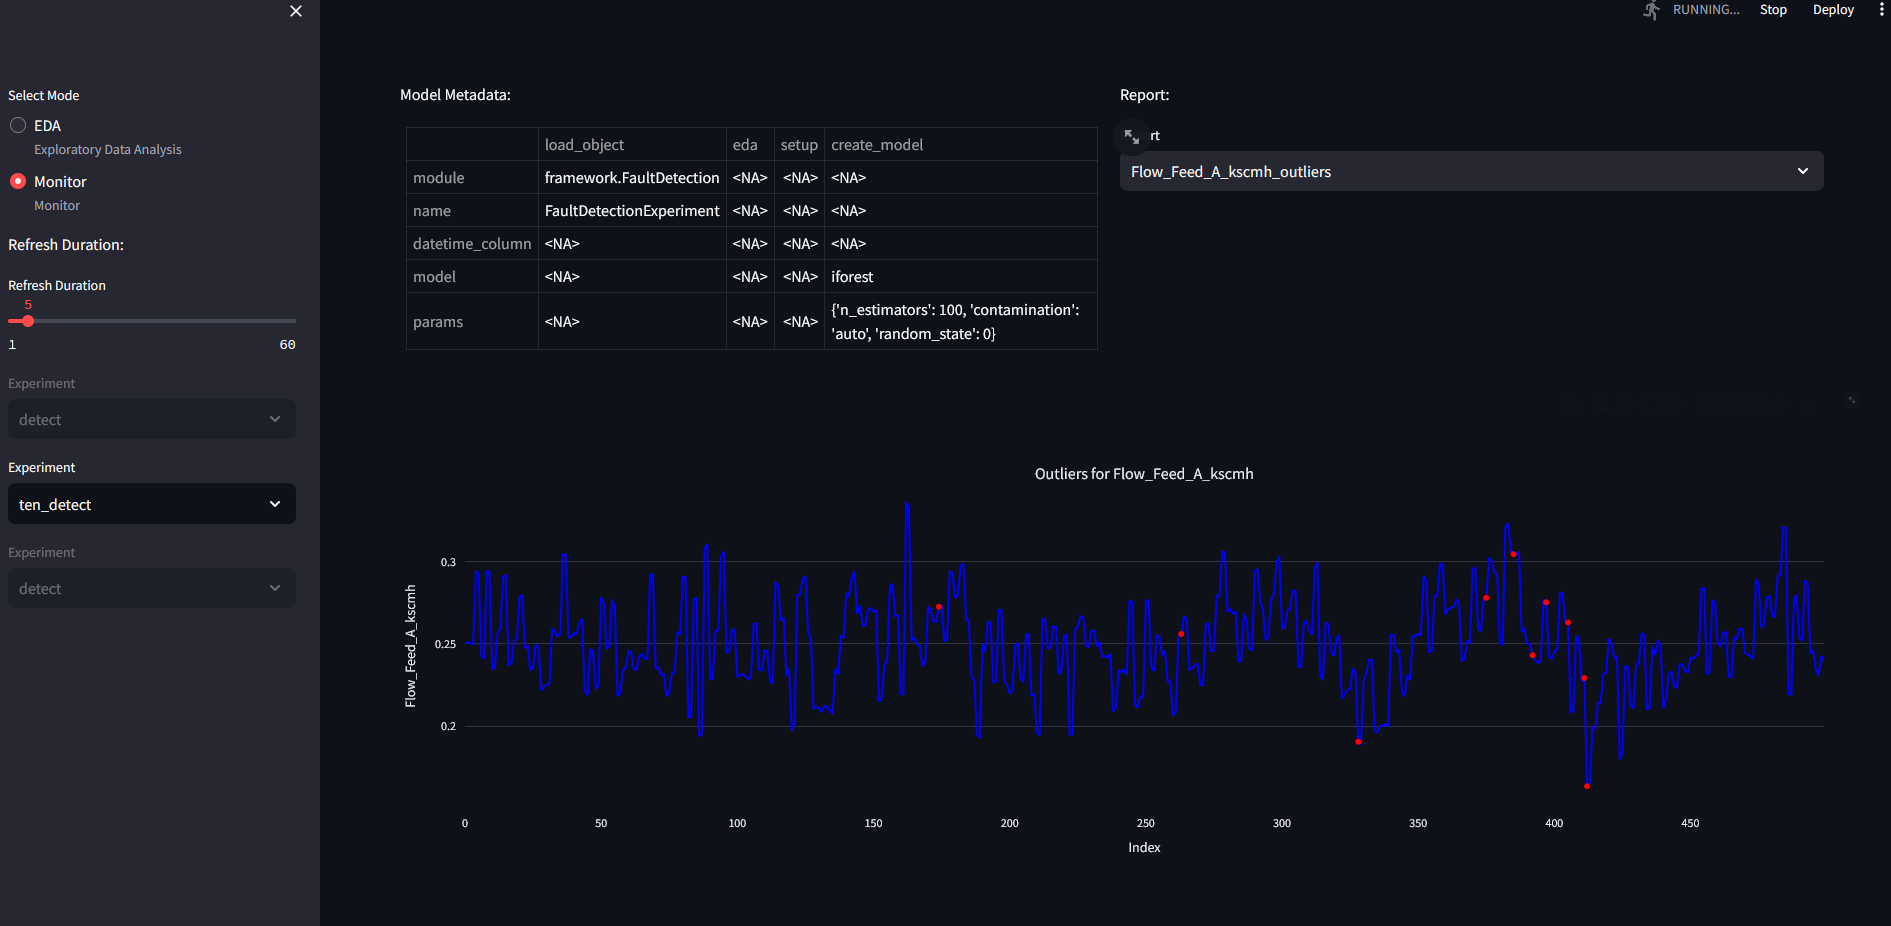 RUNNING...
Stop
Deploy
Select Mode
EDA
Exploratory Data Analysis
Monitor
Monitor
Refresh Duration:
Refresh Duration
5
1 60
Experiment
detect
Experiment
ten_detect
Experiment
detect
Model Metadata:
load_object eda setup create_model
module framework.FaultDetection <NA> <NA> <NA>
name FaultDetectionExperiment <NA> <NA> <NA>
datetime_column <NA> <NA> <NA> <NA>
model <NA> <NA> <NA> iforest
params <NA> <NA> <NA> {'n_estimators': 100, 'contamination':
'auto', 'random_state': 0}
Report:
rt
Flow_Feed_A_kscmh_outliers
Outliers for Flow_Feed_A_kscmh
Flow_Feed_A_kscmh
0.3
0.25
0.2
0 50 100 150 200 250 300 350 400 450
Index